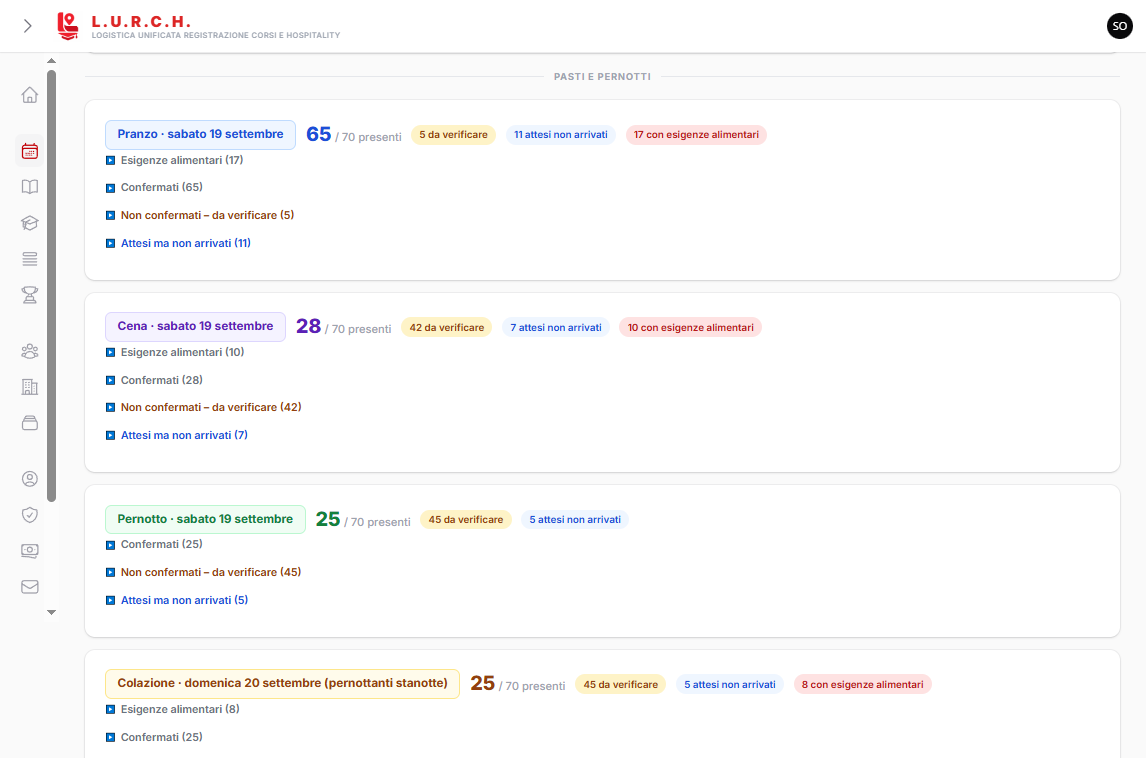 L.U.R.C.H.
LOGISTICA UNIFICATA REGISTRAZIONE CORSI E HOSPITALITY
SO
PASTI E PERNOTTI
Pranzo · sabato 19 settembre 65 / 70 presenti 5 da verificare 11 attesi non arrivati 17 con esigenze alimentari
Esigenze alimentari (17)
Confermati (65)
Non confermati – da verificare (5)
Attesi ma non arrivati (11)
Cena · sabato 19 settembre 28 / 70 presenti 42 da verificare 7 attesi non arrivati 10 con esigenze alimentari
Esigenze alimentari (10)
Confermati (28)
Non confermati – da verificare (42)
Attesi ma non arrivati (7)
Pernotto · sabato 19 settembre 25 / 70 presenti 45 da verificare 5 attesi non arrivati
Confermati (25)
Non confermati – da verificare (45)
Attesi ma non arrivati (5)
Colazione · domenica 20 settembre (pernottanti stanotte) 25 / 70 presenti 45 da verificare 5 attesi non arrivati 8 con esigenze alimentari
Esigenze alimentari (8)
Confermati (25)